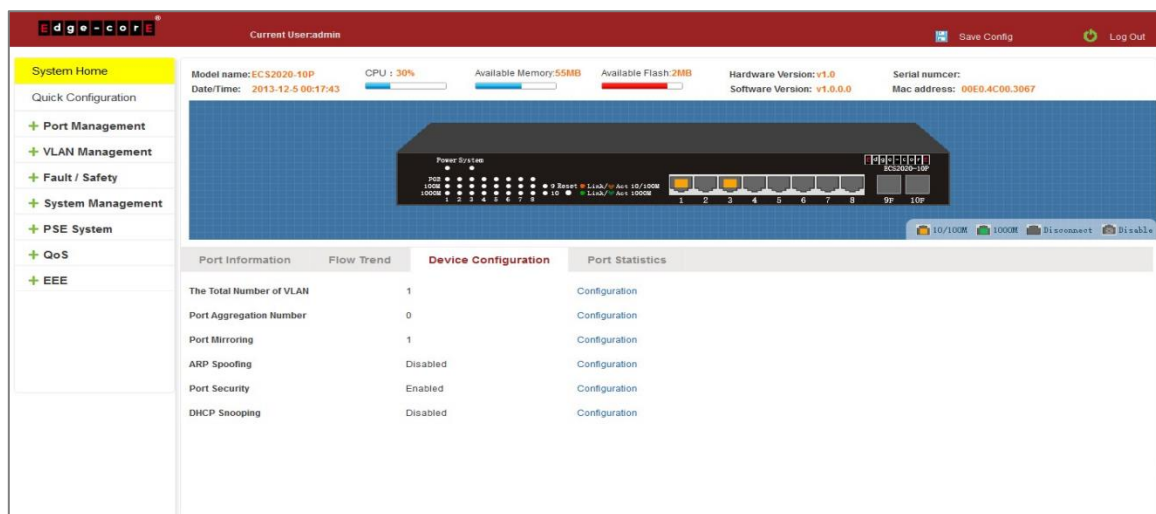 Edge-corE®
Current User:admin
Save Config
Log Out
System Home
Quick Configuration
Port Management
VLAN Management
Fault / Safety
System Management
PSE System
QoS
EEE
Model name:ECS2020-10P CPU : 30% Available Memory:55MB Available Flash:2MB Hardware Version:v1.0 Serial numcer:
Date/Time: 2013-12-5 00:17:43 Software Version: v1.0.0.0 Mac address: 00E0.4C00.3067
Power System
Edge-corE
ECS2020-10P
POE
100M 9 Reset Link/ Act 10/100M
1000M 10 Link/ Act 1000M
1 2 3 4 5 6 7 8
1 2 3 4 5 6 7 8 9F 10F
10/100M 1000M Disconnect Disable
Port Information Flow Trend Device Configuration Port Statistics
The Total Number of VLAN 1 Configuration
Port Aggregation Number 0 Configuration
Port Mirroring 1 Configuration
ARP Spoofing Disabled Configuration
Port Security Enabled Configuration
DHCP Snooping Disabled Configuration